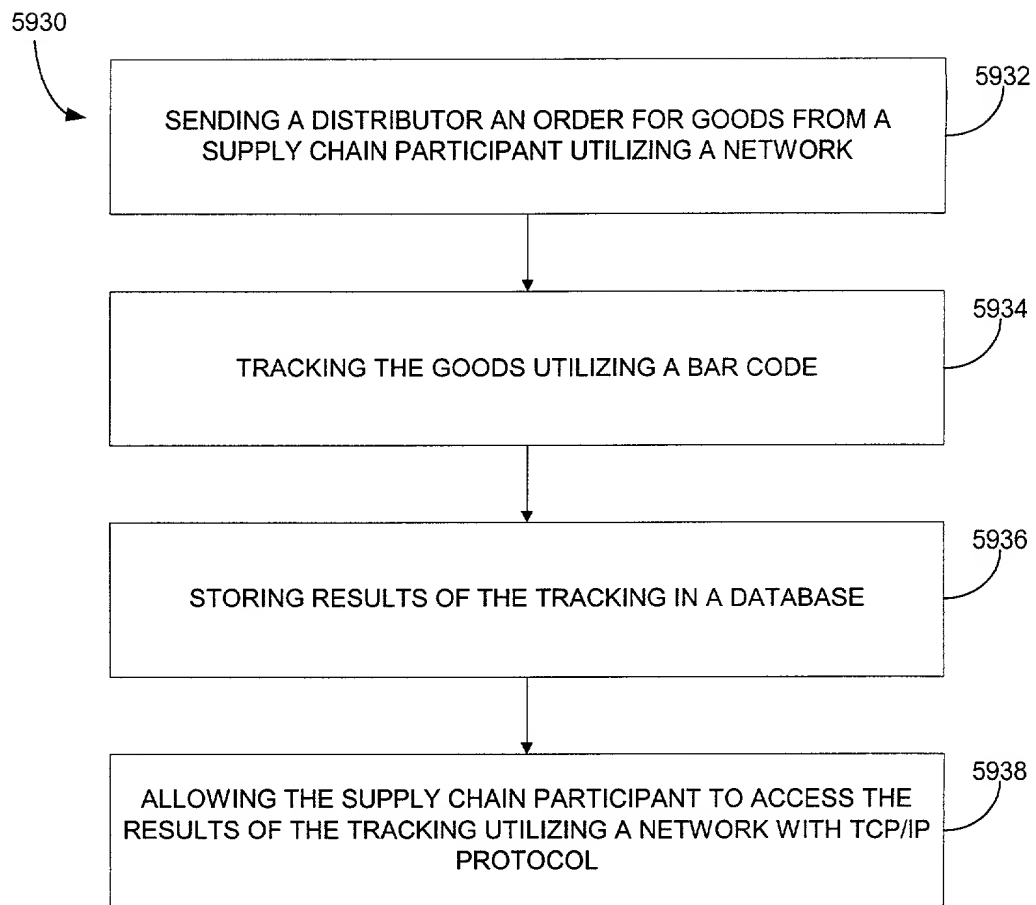 5930
5932
SENDING A DISTRIBUTOR AN ORDER FOR GOODS FROM A
SUPPLY CHAIN PARTICIPANT UTILIZING A NETWORK
5934
TRACKING THE GOODS UTILIZING A BAR CODE
5936
STORING RESULTS OF THE TRACKING IN A DATABASE
5938
ALLOWING THE SUPPLY CHAIN PARTICIPANT TO ACCESS THE
RESULTS OF THE TRACKING UTILIZING A NETWORK WITH TCP/IP
PROTOCOL